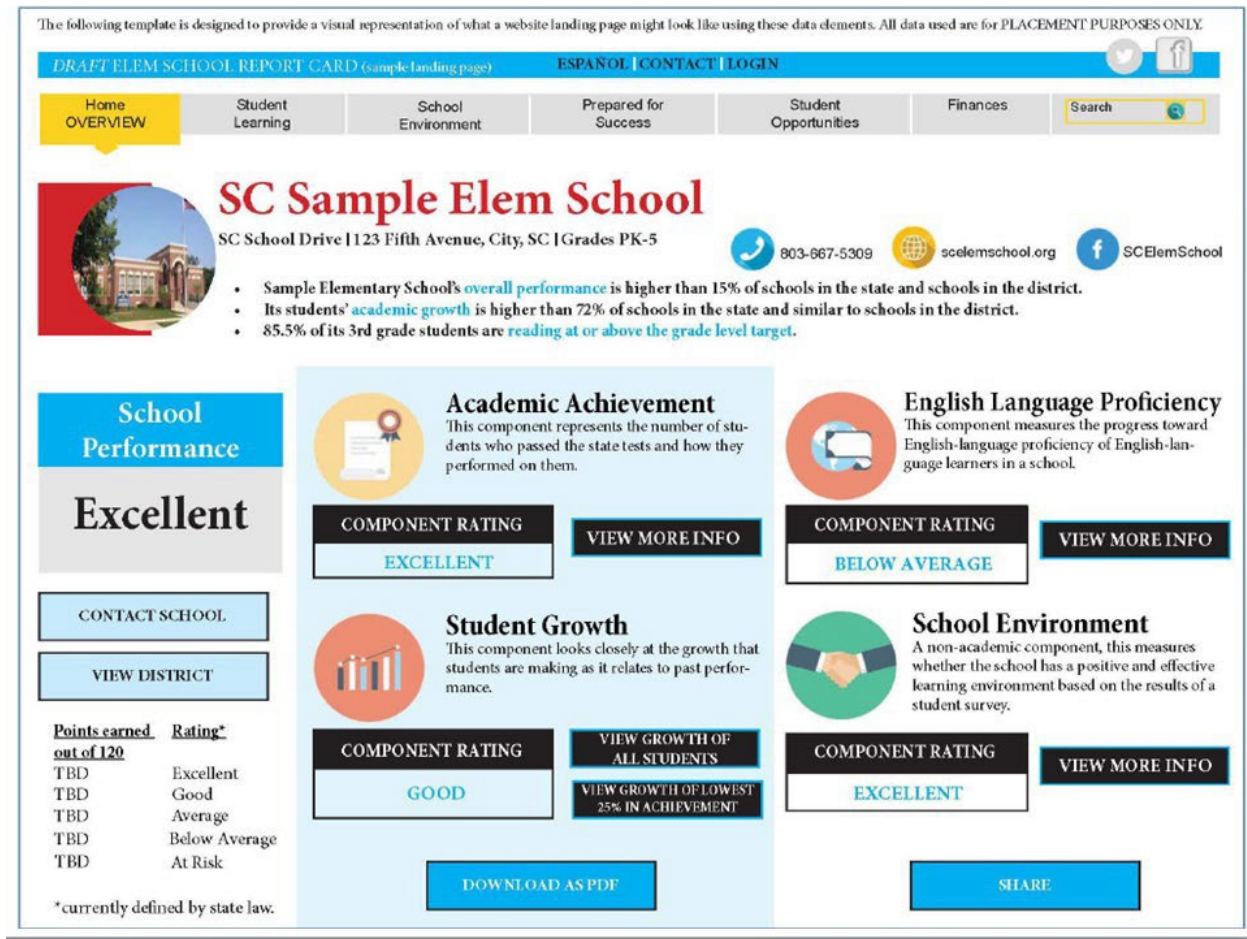 The following template is designed to provide a visual representation of what a website landing page might look like using these data elements. All data used are for PLACEMENT PURPOSES ONLY.
DRAFT ELEM SCHOOL REPORT CARD (sample landing page)
ESPAÑOL | CONTACT | LOGIN
Home
OVERVIEW
Student
Learning
School
Environment
Prepared for
Success
Student
Opportunities
Finances
Search
SC Sample Elem School
SC School Drive | 123 Fifth Avenue, City, SC | Grades PK-5
803-667-5309
scelemschool.org
SCElemSchool
• Sample Elementary School's overall performance is higher than 15% of schools in the state and schools in the district.
• Its students' academic growth is higher than 72% of schools in the state and similar to schools in the district.
• 85.5% of its 3rd grade students are reading at or above the grade level target.
School
Performance
Excellent
CONTACT SCHOOL
VIEW DISTRICT
Points earned Rating*
out of 120
TBD Excellent
TBD Good
TBD Average
TBD Below Average
TBD At Risk
*currently defined by state law.
Academic Achievement
This component represents the number of stu-
dents who passed the state tests and how they
performed on them.
COMPONENT RATING
EXCELLENT
VIEW MORE INFO
Student Growth
This component looks closely at the growth that
students are making as it relates to past perfor-
mance.
COMPONENT RATING
GOOD
VIEW GROWTH OF
ALL STUDENTS
VIEW GROWTH OF LOWEST
25% IN ACHIEVEMENT
DOWNLOAD AS PDF
English Language Proficiency
This component measures the progress toward
English-language proficiency of English-lan-
guage learners in a school.
COMPONENT RATING
BELOW AVERAGE
VIEW MORE INFO
School Environment
A non-academic component, this measures
whether the school has a positive and effective
learning environment based on the results of a
student survey.
COMPONENT RATING
EXCELLENT
VIEW MORE INFO
SHARE